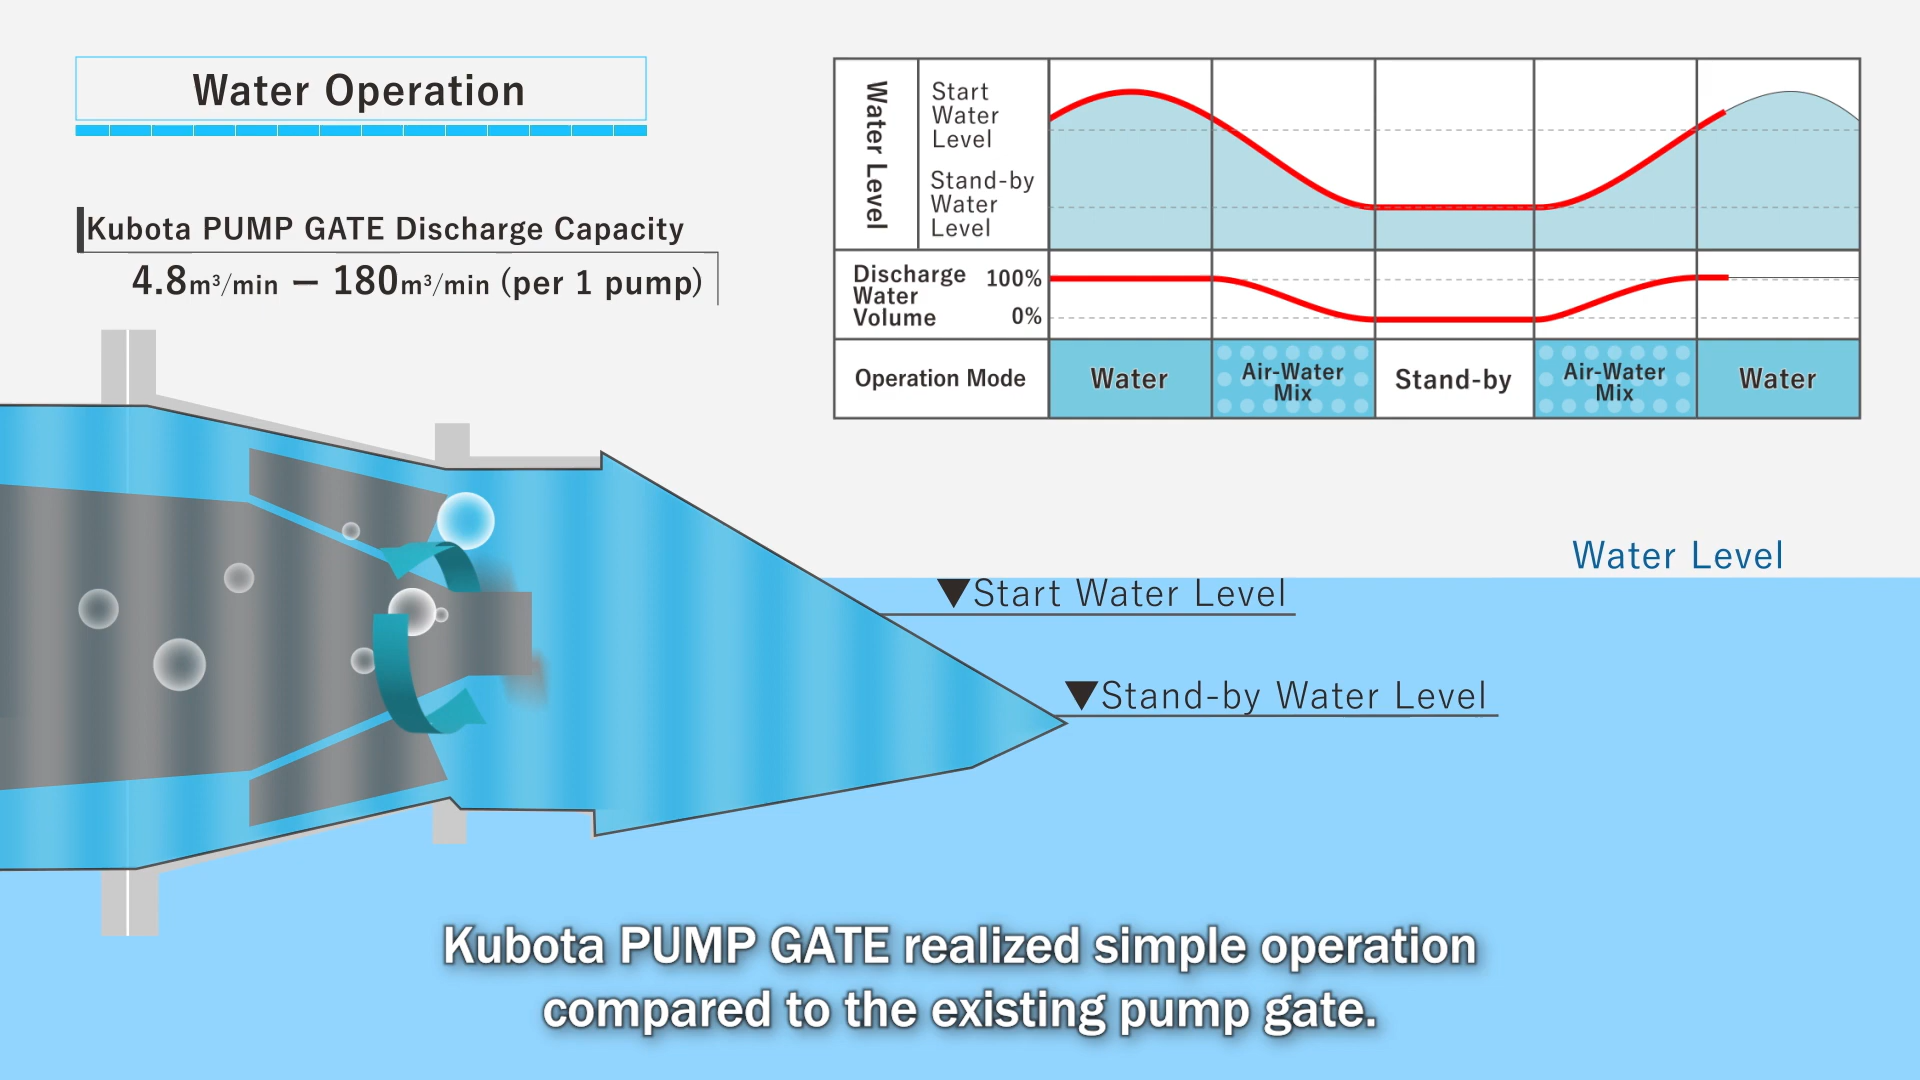 Water Operation
Kubota PUMP GATE Discharge Capacity
4.8m³/min – 180m³/min (per 1 pump)
Water Level
Start
Water
Level
Stand-by
Water
Level
Discharge
Water
Volume
100%
0%
Operation Mode
Water
Air-Water
Mix
Stand-by
Air-Water
Mix
Water
Water Level
▼Start Water Level
▼Stand-by Water Level
Kubota PUMP GATE realized simple operation
compared to the existing pump gate.